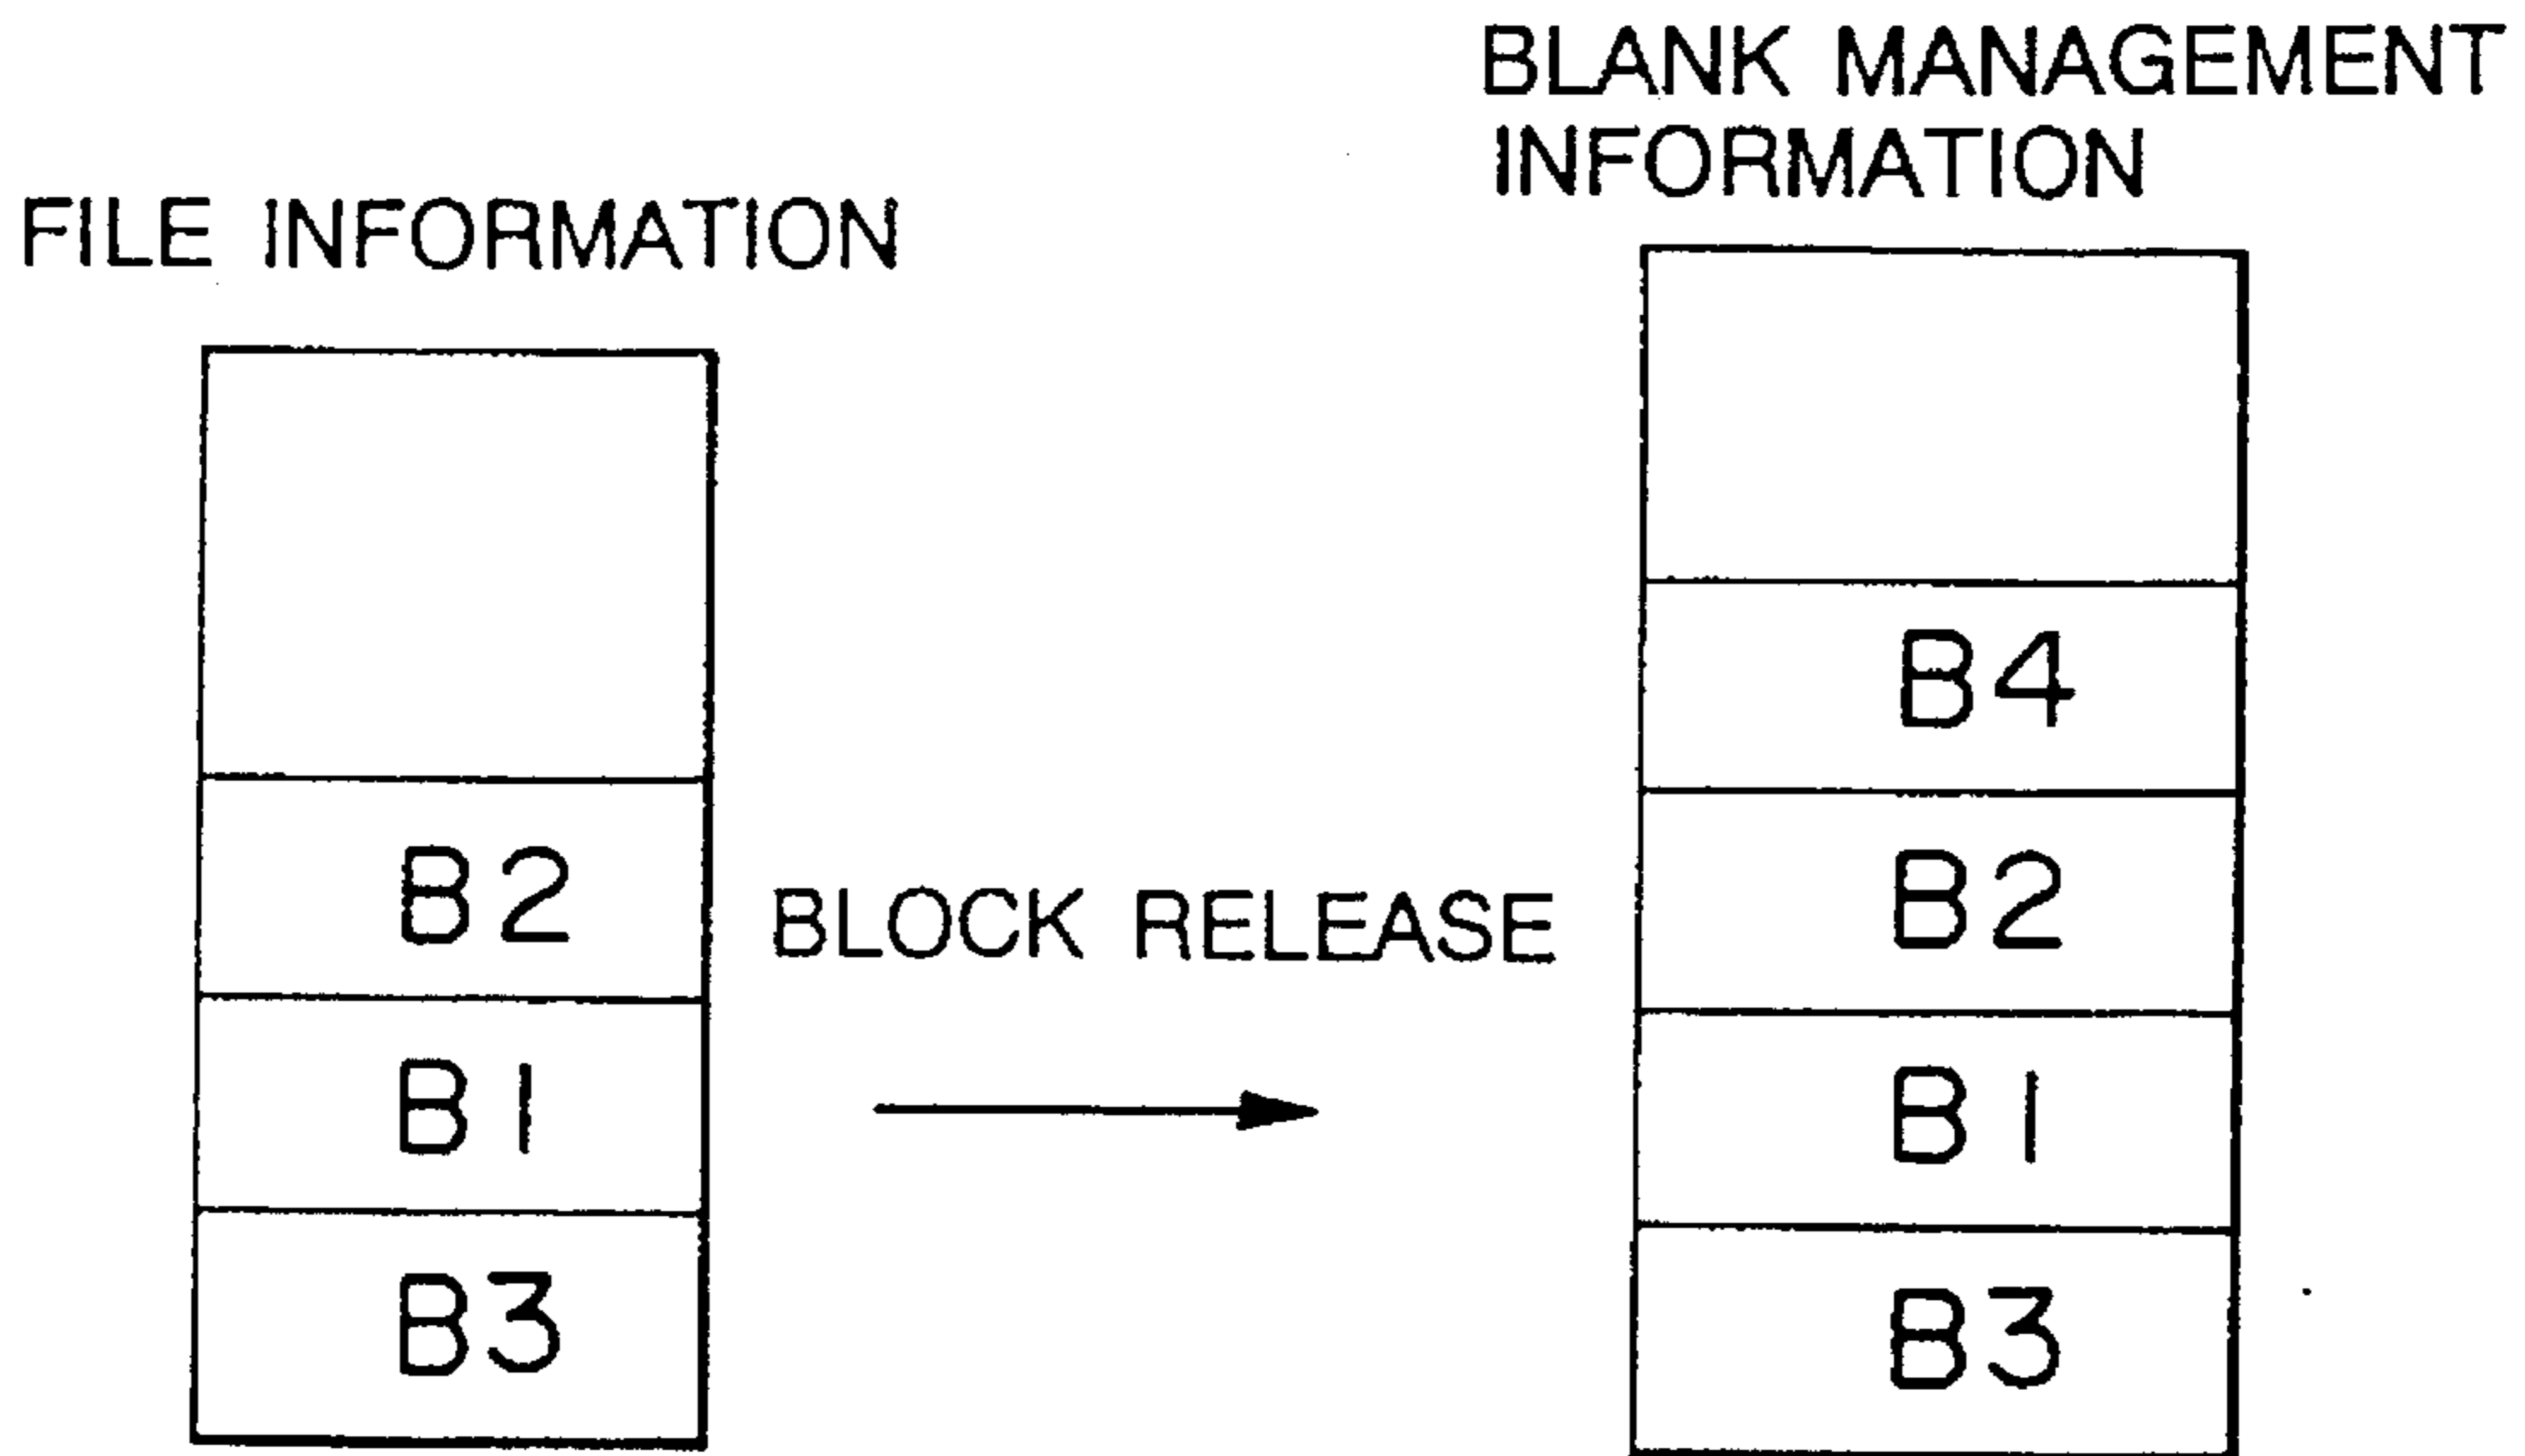 BLANK MANAGEMENT
INFORMATION
FILE INFORMATION
B4
B2
B2
BLOCK RELEASE
B1
B1
B3
B3